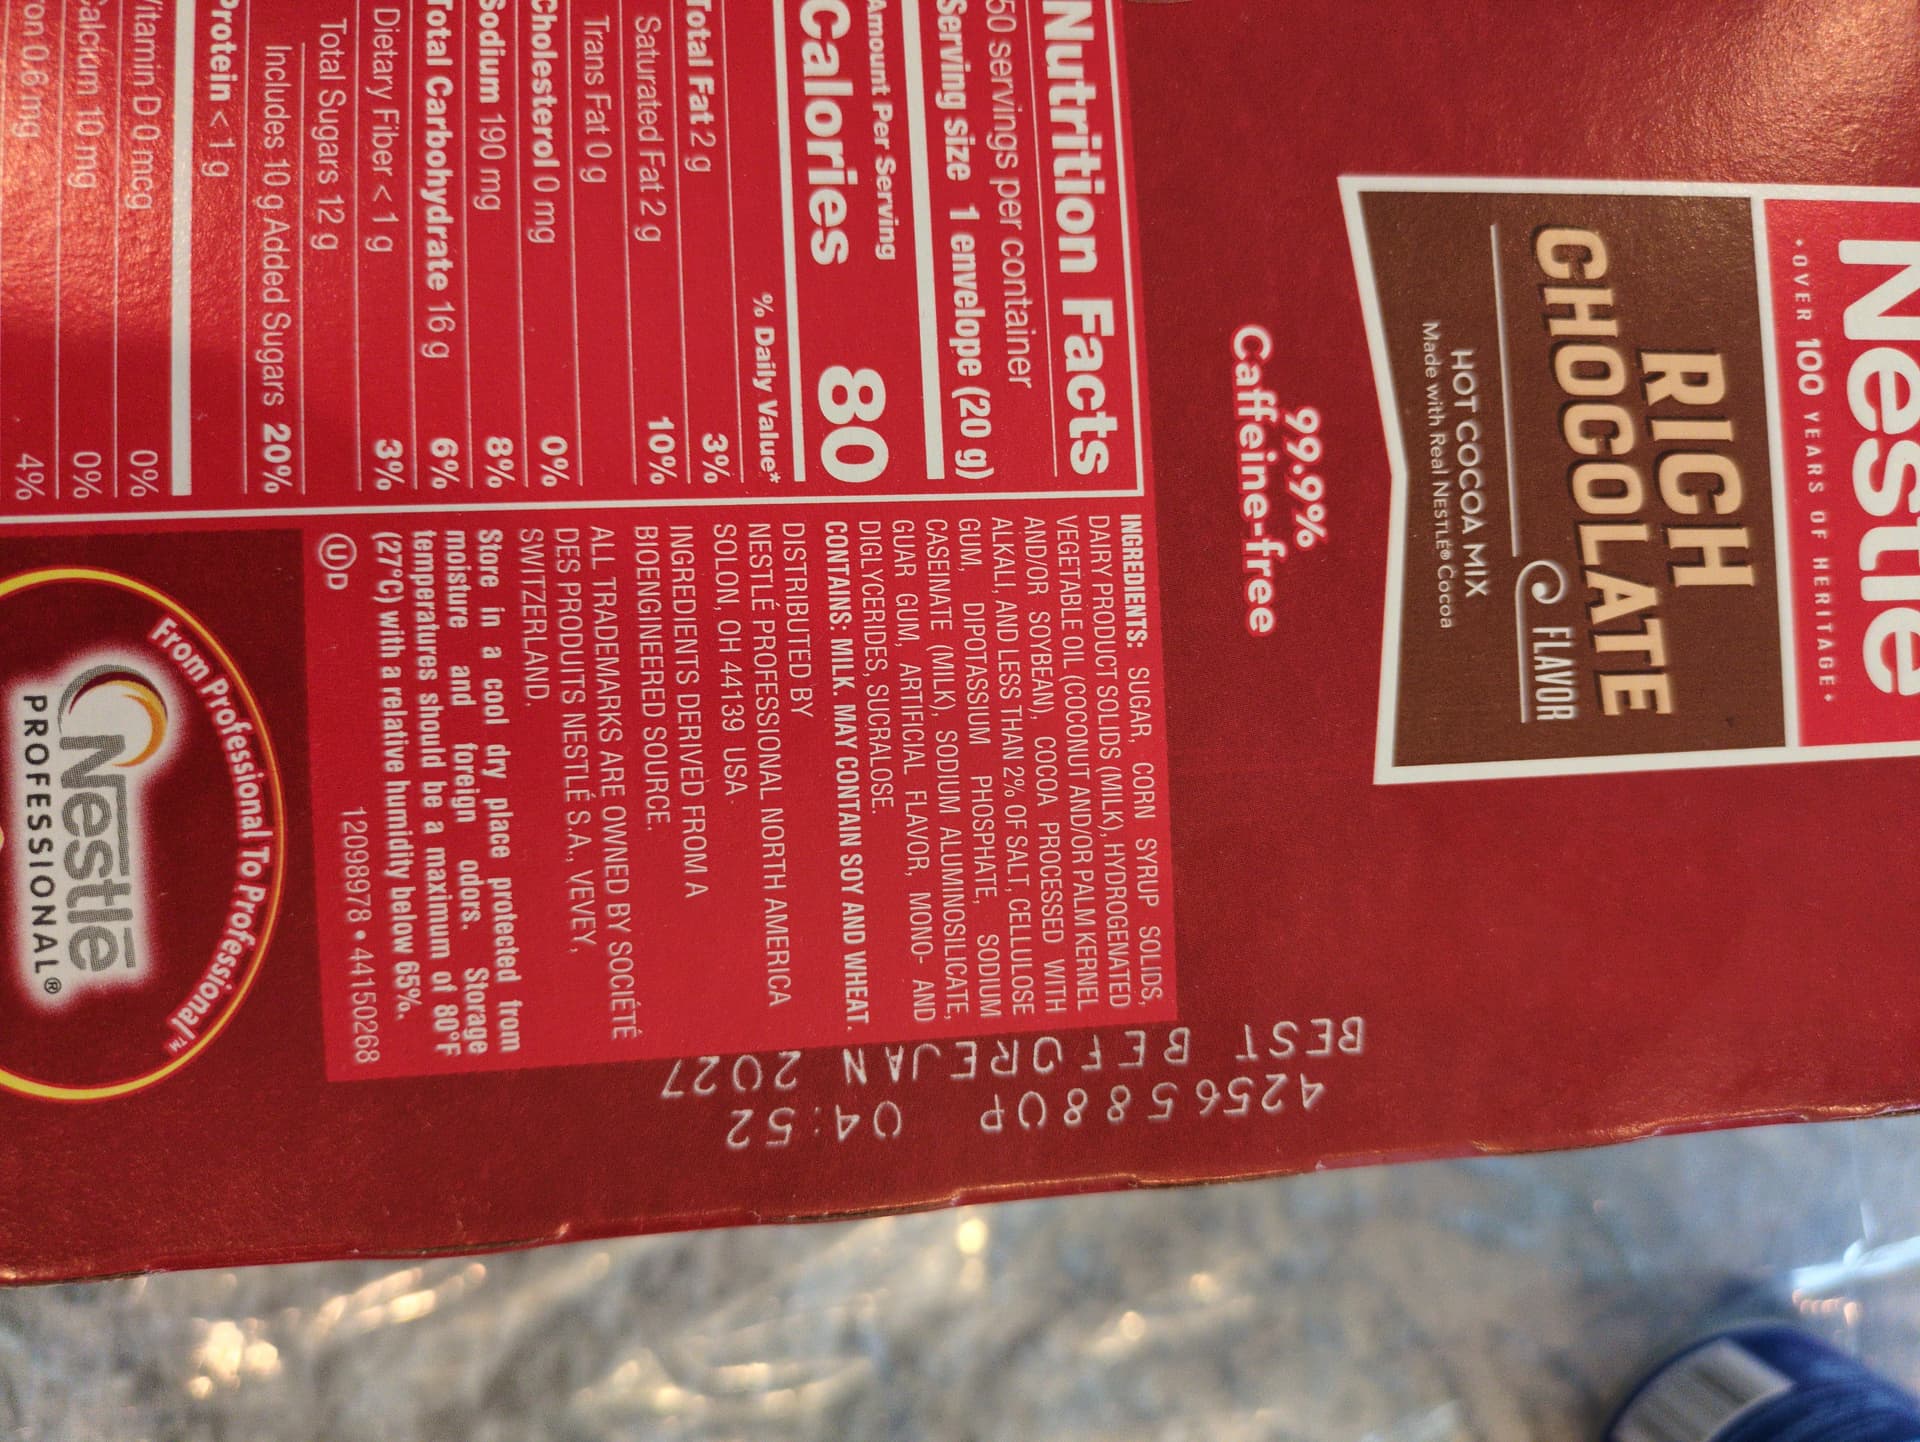 Nestlé
• OVER 100 YEARS OF HERITAGE •
RICH
CHOCOLATE
FLAVOR
HOT COCOA MIX
Made with Real NESTLÉ® Cocoa
99.9%
Caffeine-free
Nutrition Facts
50 servings per container
Serving size 1 envelope (20 g)
Amount Per Serving
Calories 80
% Daily Value*
Total Fat 2 g 3%
Saturated Fat 2 g 10%
Trans Fat 0 g
Cholesterol 0 mg 0%
Sodium 190 mg 8%
Total Carbohydrate 16 g 6%
Dietary Fiber < 1 g 3%
Total Sugars 12 g
Includes 10 g Added Sugars 20%
Protein < 1 g
Vitamin D 0 mcg 0%
Calcium 10 mg 0%
Iron 0.6 mg 4%
INGREDIENTS: SUGAR, CORN SYRUP SOLIDS,
DAIRY PRODUCT SOLIDS (MILK), HYDROGENATED
VEGETABLE OIL (COCONUT AND/OR PALM KERNEL
AND/OR SOYBEAN), COCOA PROCESSED WITH
ALKALI, AND LESS THAN 2% OF SALT, CELLULOSE
GUM, DIPOTASSIUM PHOSPHATE, SODIUM
CASEINATE (MILK), SODIUM ALUMINOSILICATE,
GUAR GUM, ARTIFICIAL FLAVOR, MONO- AND
DIGLYCERIDES, SUCRALOSE.
CONTAINS: MILK. MAY CONTAIN SOY AND WHEAT.
DISTRIBUTED BY
NESTLÉ PROFESSIONAL NORTH AMERICA
SOLON, OH 44139 USA
INGREDIENTS DERIVED FROM A
BIOENGINEERED SOURCE.
ALL TRADEMARKS ARE OWNED BY SOCIÉTÉ
DES PRODUITS NESTLÉ S.A., VEVEY,
SWITZERLAND.
Store in a cool dry place protected from
moisture and foreign odors. Storage
temperatures should be a maximum of 80°F
(27°C) with a relative humidity below 65%.
U D
12098978 • 44150268
From Professional To Professional™
Nestlé
PROFESSIONAL®
42565880P 04:52
BEST BEFORE JAN 2027